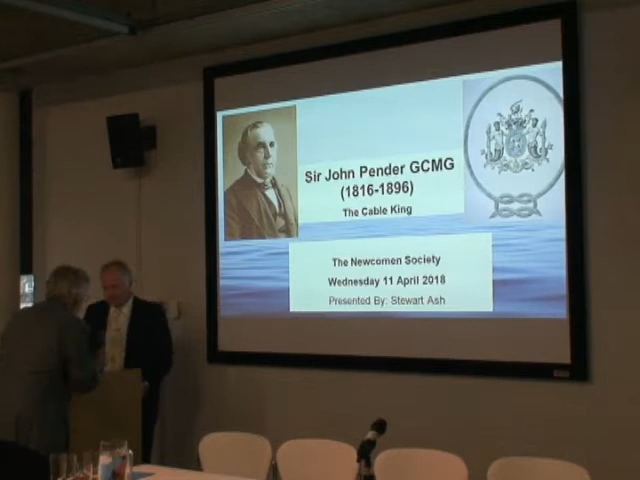 Sir John Pender GCMG
(1816-1896)
The Cable King
The Newcomen Society
Wednesday 11 April 2018
Presented By: Stewart Ash